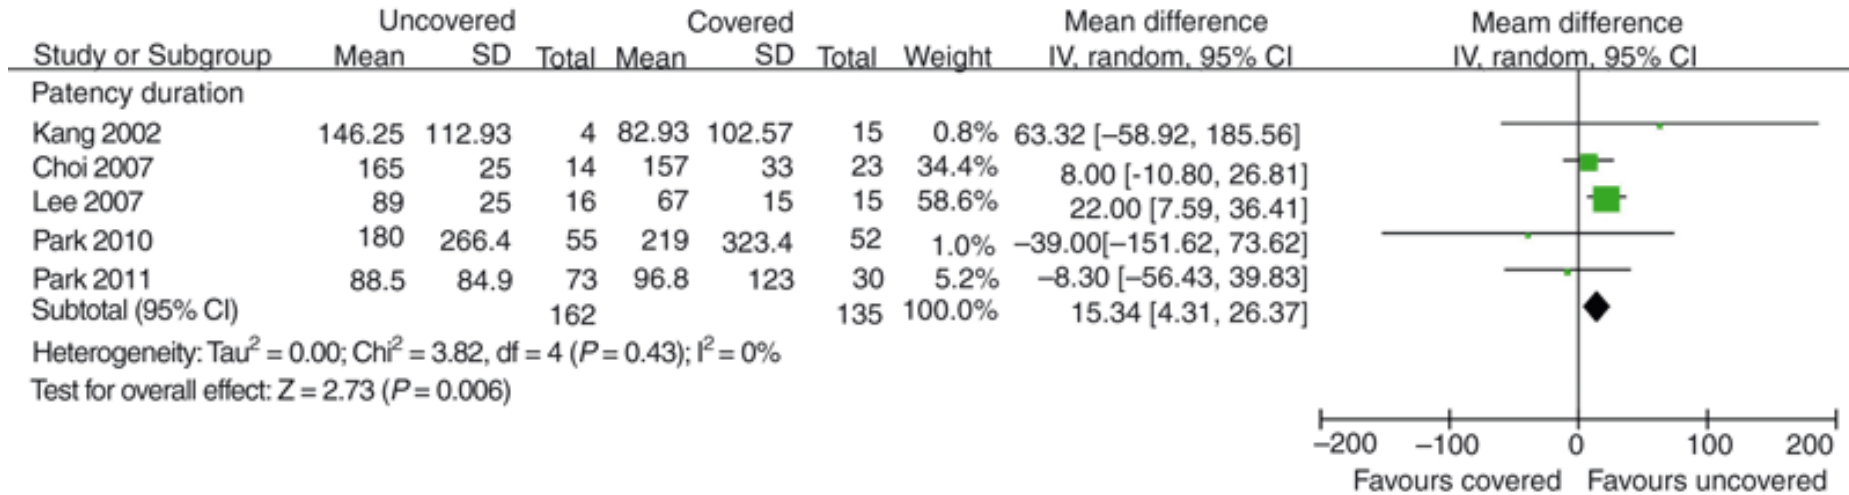 Uncovered Covered Mean difference Meam difference
Study or Subgroup Mean SD Total Mean SD Total Weight IV, random, 95% CI IV, random, 95% CI
Patency duration
Kang 2002 146.25 112.93 4 82.93 102.57 15 0.8% 63.32 [–58.92, 185.56]
Choi 2007 165 25 14 157 33 23 34.4% 8.00 [-10.80, 26.81]
Lee 2007 89 25 16 67 15 15 58.6% 22.00 [7.59, 36.41]
Park 2010 180 266.4 55 219 323.4 52 1.0% –39.00[–151.62, 73.62]
Park 2011 88.5 84.9 73 96.8 123 30 5.2% –8.30 [–56.43, 39.83]
Subtotal (95% CI) 162 135 100.0% 15.34 [4.31, 26.37]
Heterogeneity: Tau² = 0.00; Chi² = 3.82, df = 4 (P = 0.43); I² = 0%
Test for overall effect: Z = 2.73 (P = 0.006)
–200 –100 0 100 200
Favours covered Favours uncovered